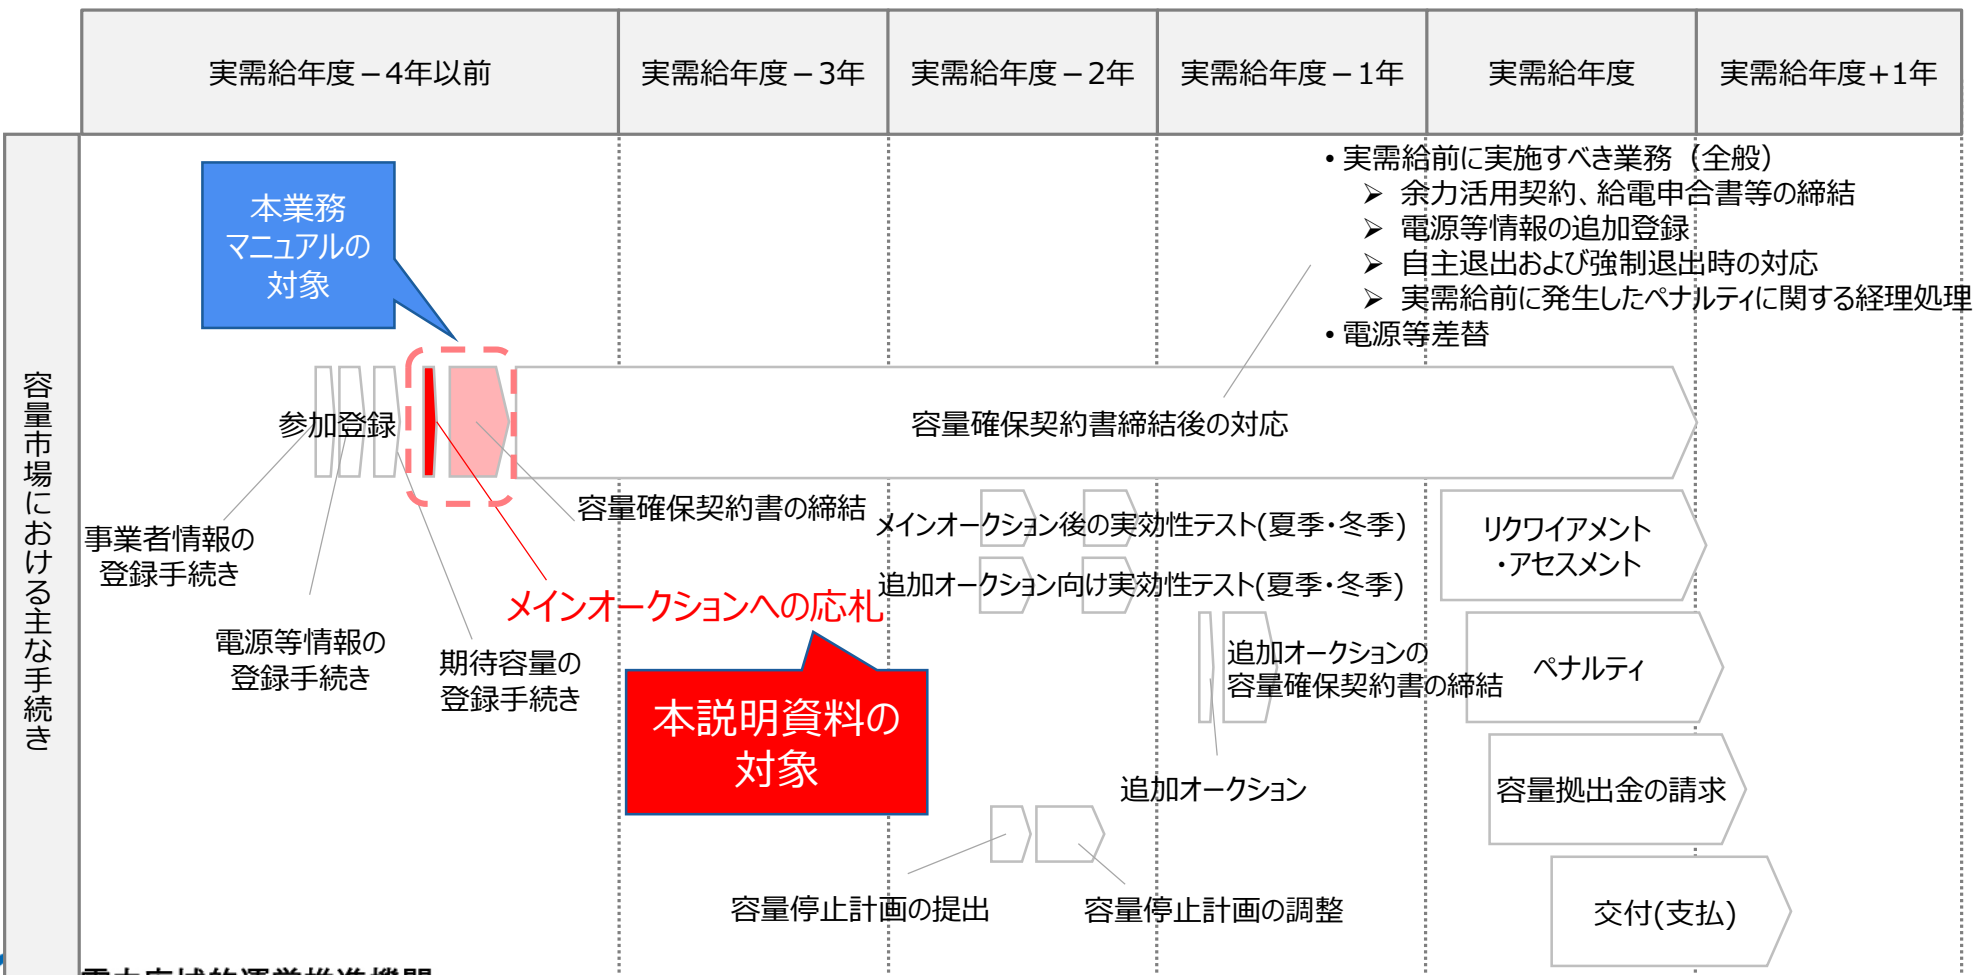 実需給年度－4年以前
実需給年度－3年
実需給年度－2年
実需給年度－1年
実需給年度
実需給年度+1年
容量市場における主な手続き
本業務
マニュアルの
対象
• 実需給前に実施すべき業務（全般）
➢ 余力活用契約、給電申合書等の締結
➢ 電源等情報の追加登録
➢ 自主退出および強制退出時の対応
➢ 実需給前に発生したペナルティに関する経理処理
• 電源等差替
参加登録
容量確保契約書締結後の対応
事業者情報の
登録手続き
電源等情報の
登録手続き
期待容量の
登録手続き
容量確保契約書の締結
メインオークションへの応札
本説明資料の
対象
メインオークション後の実効性テスト(夏季・冬季)
追加オークション向け実効性テスト(夏季・冬季)
追加オークションの
容量確保契約書の締結
追加オークション
容量停止計画の提出
容量停止計画の調整
リクワイアメント
・アセスメント
ペナルティ
容量拠出金の請求
交付(支払)
電力広域的運営推進機関